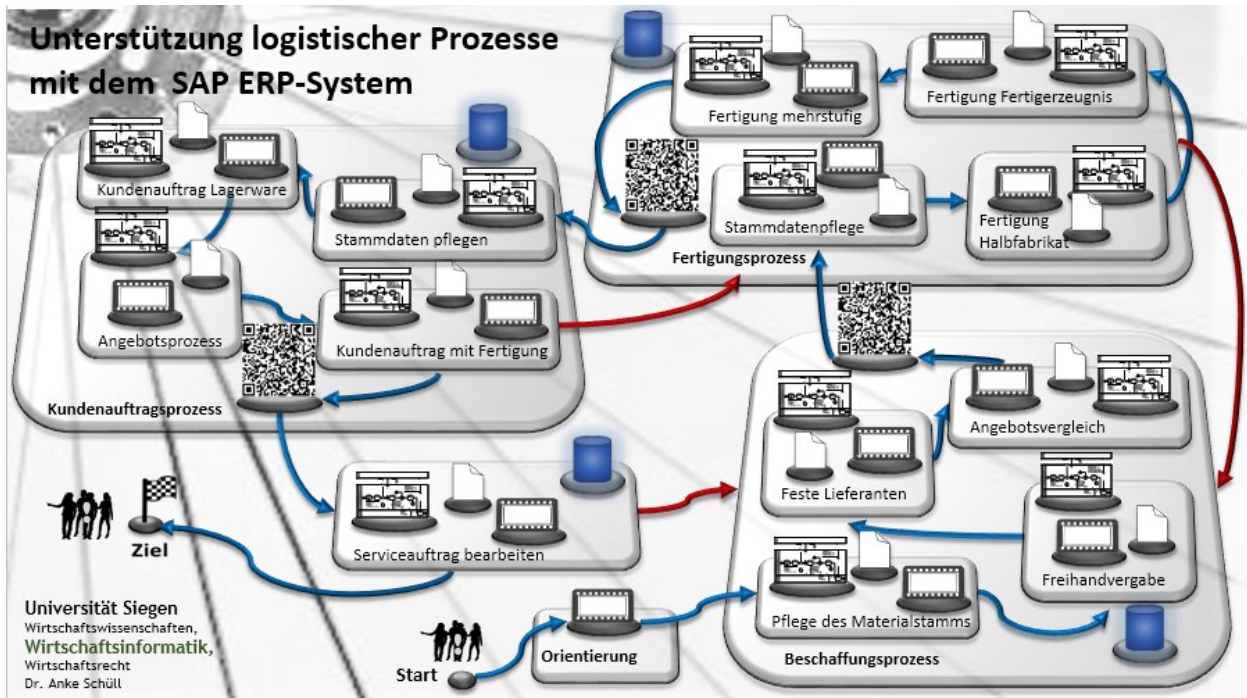 Unterstützung logistischer Prozesse
mit dem SAP ERP-System
Fertigung mehrstufig
Fertigung Fertigerzeugnis
Stammdatenpflege
Fertigung
Halbfabrikat
Fertigungsprozess
Kundenauftrag Lagerware
Stammdaten pflegen
Angebotsprozess
Kundenauftrag mit Fertigung
Kundenauftragsprozess
Angebotsvergleich
Feste Lieferanten
Freihandvergabe
Pflege des Materialstamms
Beschaffungsprozess
Serviceauftrag bearbeiten
Ziel
Orientierung
Start
Universität Siegen
Wirtschaftswissenschaften,
Wirtschaftsinformatik,
Wirtschaftsrecht
Dr. Anke Schüll